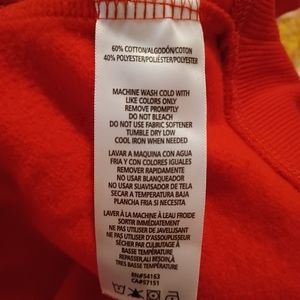 60% COTTON/ALGODÓN/COTON
40% POLYESTER/POLIÉSTER/POLYESTER
MACHINE WASH COLD WITH
LIKE COLORS ONLY
REMOVE PROMPTLY
DO NOT BLEACH
DO NOT USE FABRIC SOFTENER
TUMBLE DRY LOW
COOL IRON WHEN NEEDED
LAVAR A MAQUINA CON AGUA
FRIA Y CON COLORES IGUALES
REMOVER RAPIDAMENTE
NO USAR BLANQUEADOR
NO USAR SUAVISADOR DE TELA
SECAR A TEMPERATURA BAJA
PLANCHA FRIA SI NECESITA
LAVER À LA MACHINE À L'EAU FROIDE
SORTIR IMMÉDIATEMENT
NE PAS UTILISER DE JAVELLISANT
NE PAS UTILISER D'ASSOUPLISSEUR
SÉCHER PAR CULBUTAGE À
BASSE TEMPÉRATURE
REPASSER, AU BESOIN, À
TRES BASSE TEMPÉRATURE
RN#54163
CA#57151